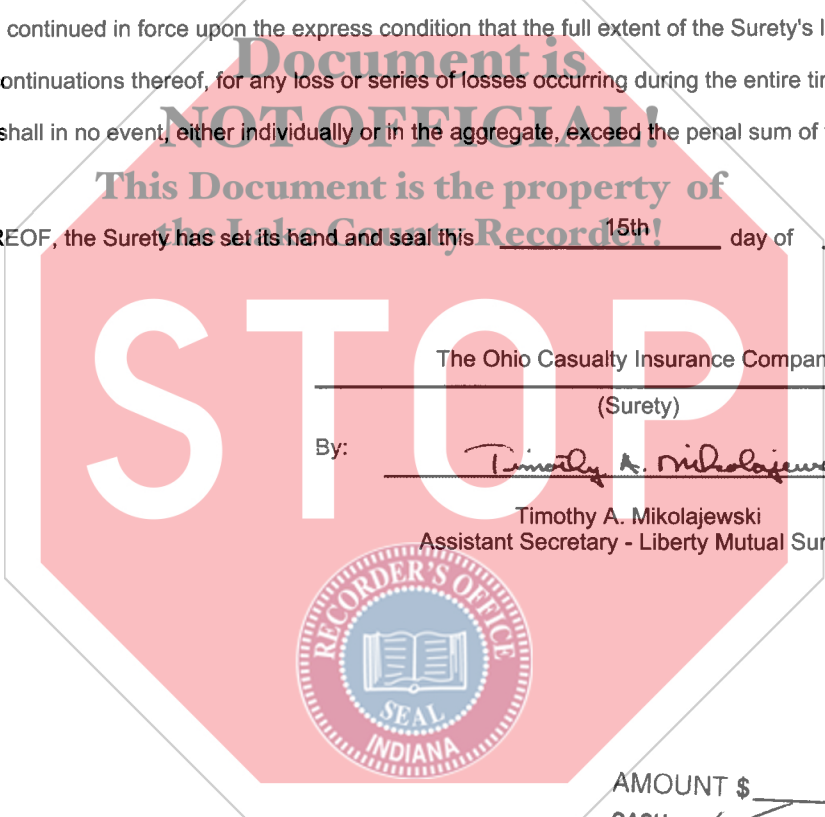 continued in force upon the express condition that the full extent of the Surety's
Document is
ontinuations thereof, for any loss or series of losses occurring during the entire
NOT OFFICIAL!
shall in no event, either individually or in the aggregate, exceed the penal sum of
This Document is the property of
the Lake County Recorder!
REOF, the Surety has set its hand and seal this 15th day of
STOP
The Ohio Casualty Insurance Compan
(Surety)
By: Timothy A. Mikolajews
Timothy A. Mikolajewski
Assistant Secretary - Liberty Mutual Sur
RECORDER'S OFFICE
SEAL
INDIANA
AMOUNT $